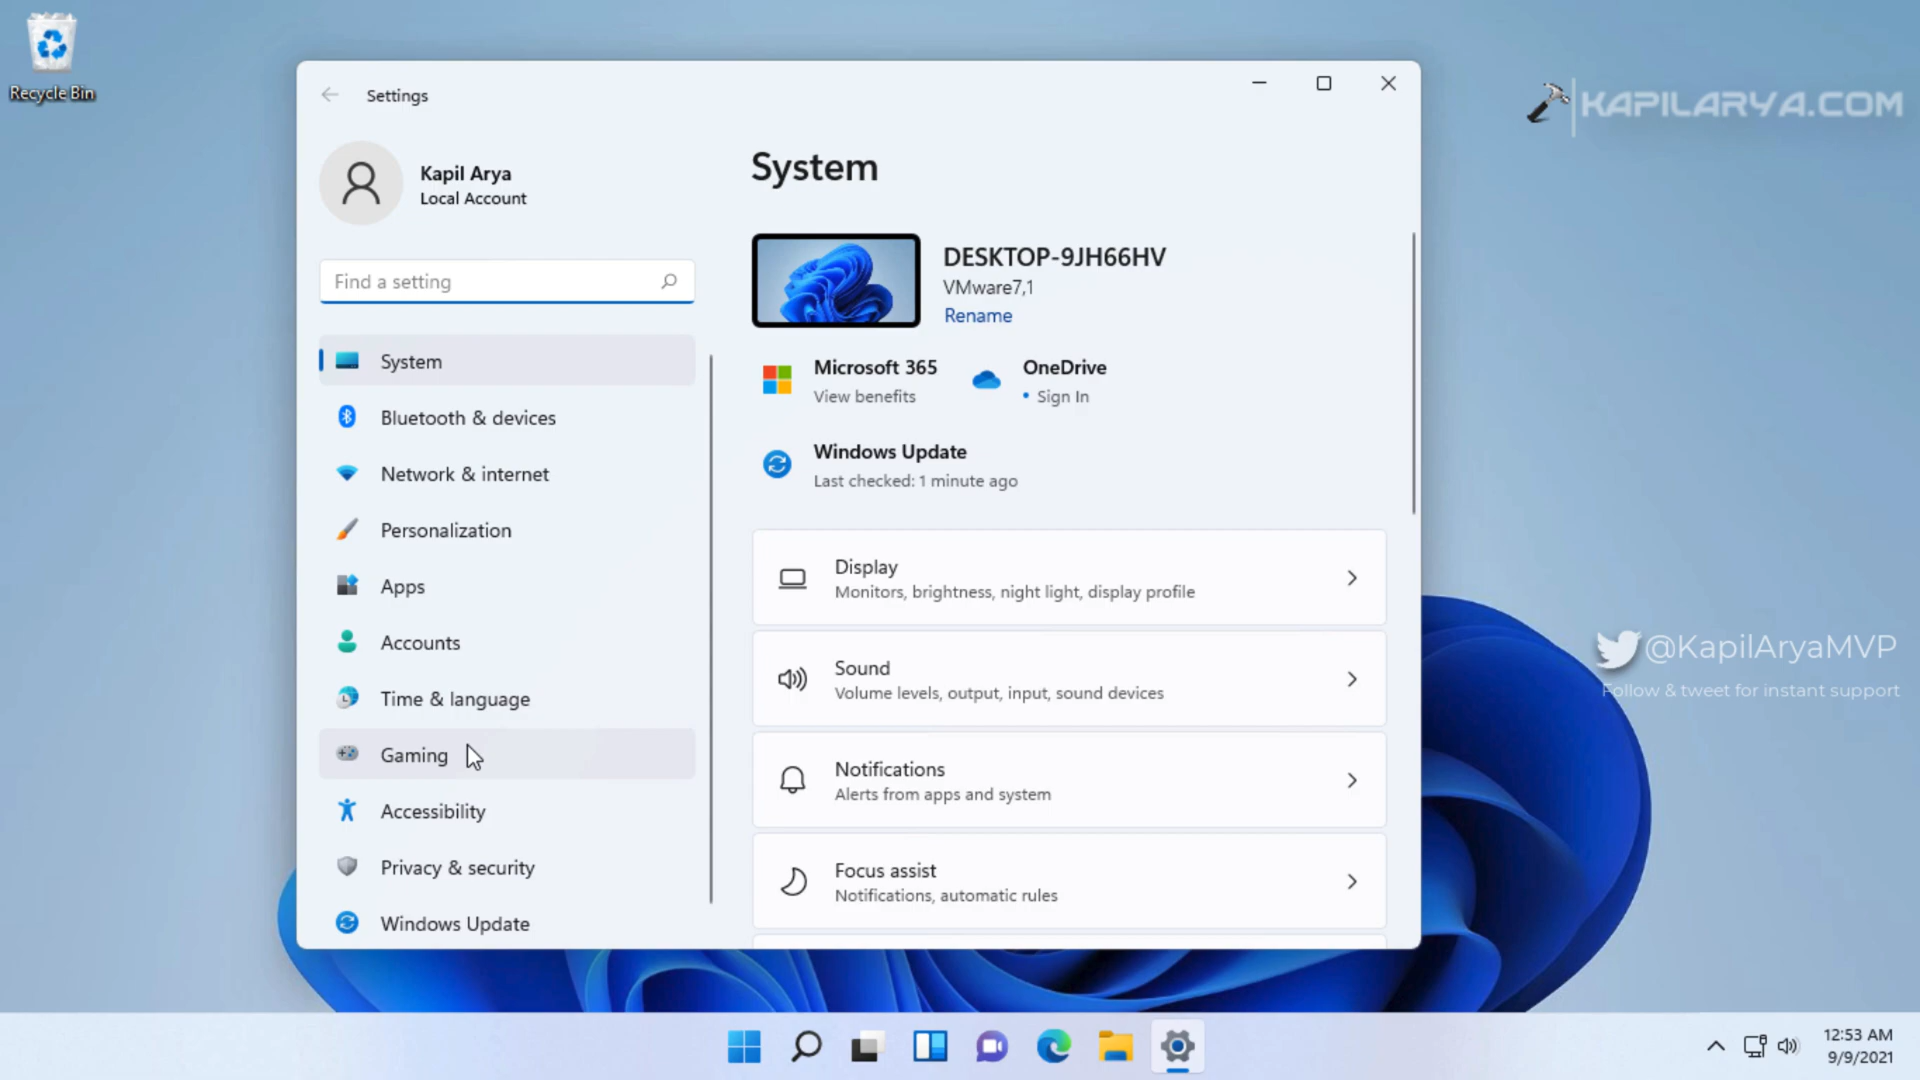 Recycle Bin
Settings
KAPILARYA.COM
Kapil Arya
Local Account
Find a setting
System
Bluetooth & devices
Network & internet
Personalization
Apps
Accounts
Time & language
Gaming
Accessibility
Privacy & security
Windows Update
System
DESKTOP-9JH66HV
VMware7,1
Rename
Microsoft 365
View benefits
OneDrive
• Sign In
Windows Update
Last checked: 1 minute ago
Display
Monitors, brightness, night light, display profile
Sound
Volume levels, output, input, sound devices
Notifications
Alerts from apps and system
Focus assist
Notifications, automatic rules
@KapilAryaMVP
Follow & tweet for instant support
12:53 AM
9/9/2021